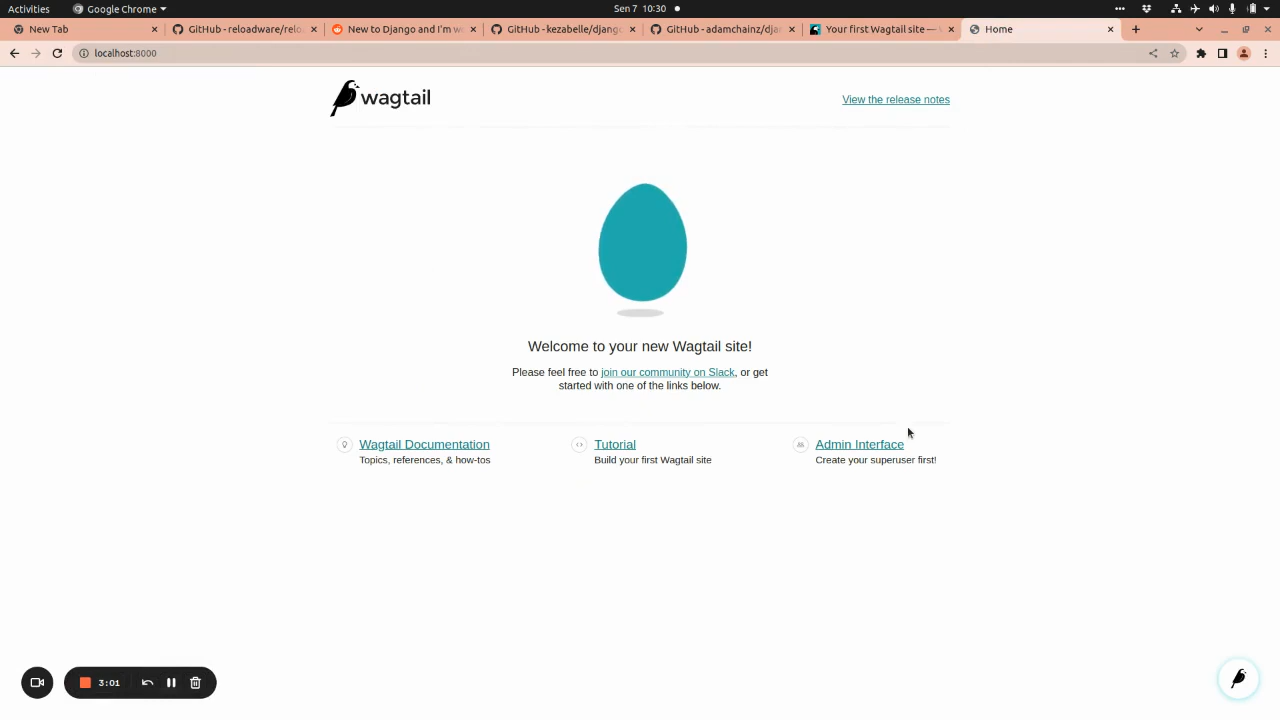 Activities
Google Chrome
Sen 7 10:30
New Tab
GitHub - reloadware/relo
New to Django and I'm w
GitHub - kezabelle/django
GitHub - adamchainz/dja
Your first Wagtail site — W
Home
localhost:8000
wagtail
View the release notes
Welcome to your new Wagtail site!
Please feel free to join our community on Slack, or get
started with one of the links below.
Wagtail Documentation
Topics, references, & how-tos
Tutorial
Build your first Wagtail site
Admin Interface
Create your superuser first!
3:01